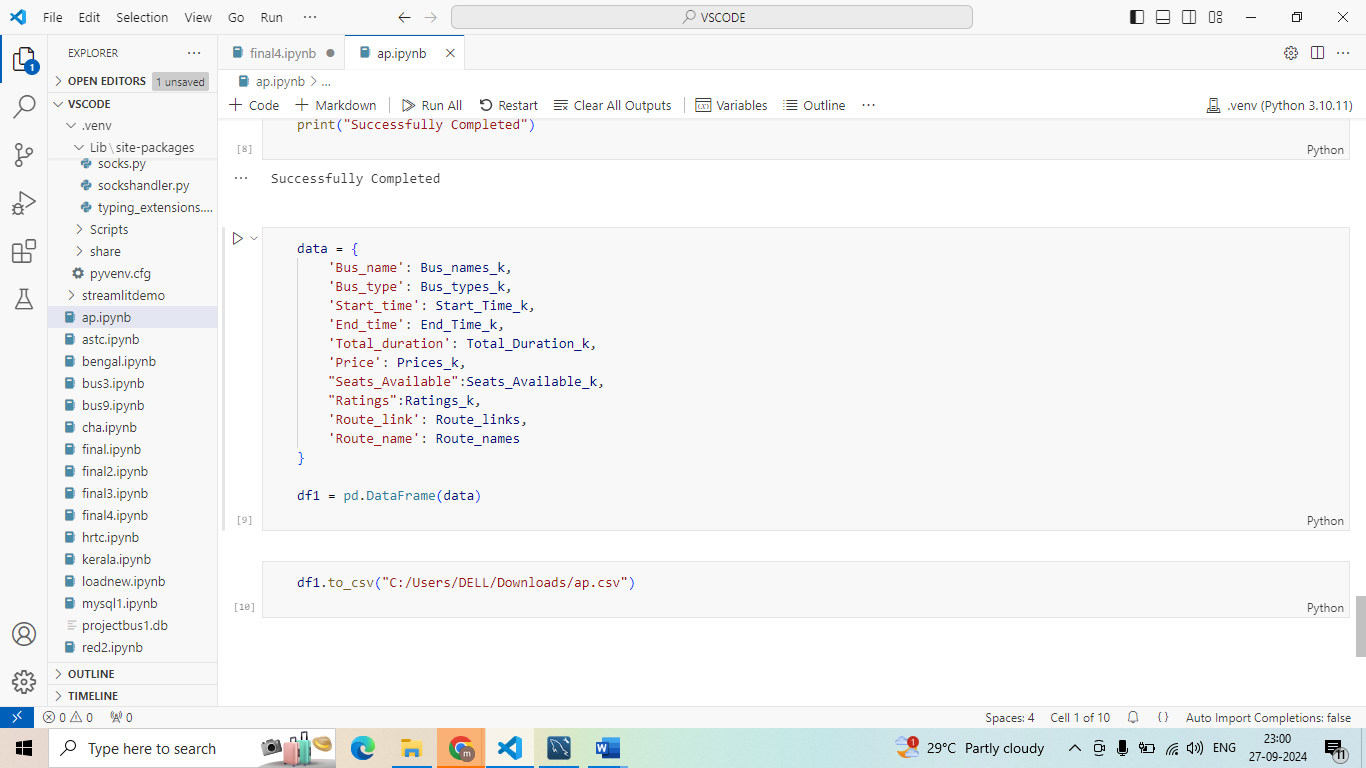 File Edit Selection View Go Run ···
VSCODE
EXPLORER ···
final4.ipynb
ap.ipynb
OPEN EDITORS 1 unsaved
ap.ipynb > ...
VSCODE
Code Markdown Run All Restart Clear All Outputs Variables Outline ··· .venv (Python 3.10.11)
.venv
Lib\site-packages
socks.py
sockshandler.py
typing_extensions....
Scripts
share
pyvenv.cfg
streamlitdemo
ap.ipynb
astc.ipynb
bengal.ipynb
bus3.ipynb
bus9.ipynb
cha.ipynb
final.ipynb
final2.ipynb
final3.ipynb
final4.ipynb
hrtc.ipynb
kerala.ipynb
loadnew.ipynb
mysql1.ipynb
projectbus1.db
red2.ipynb
OUTLINE
TIMELINE
1
print("Successfully Completed")
[8] Python
··· Successfully Completed
data = {
'Bus_name': Bus_names_k,
'Bus_type': Bus_types_k,
'Start_time': Start_Time_k,
'End_time': End_Time_k,
'Total_duration': Total_Duration_k,
'Price': Prices_k,
"Seats_Available":Seats_Available_k,
"Ratings":Ratings_k,
'Route_link': Route_links,
'Route_name': Route_names
}
df1 = pd.DataFrame(data)
[9] Python
df1.to_csv("C:/Users/DELL/Downloads/ap.csv")
[10] Python
0 0 0 Spaces: 4 Cell 1 of 10 { } Auto Import Completions: false
Type here to search
1 29°C Partly cloudy ENG
23:00
27-09-2024
11